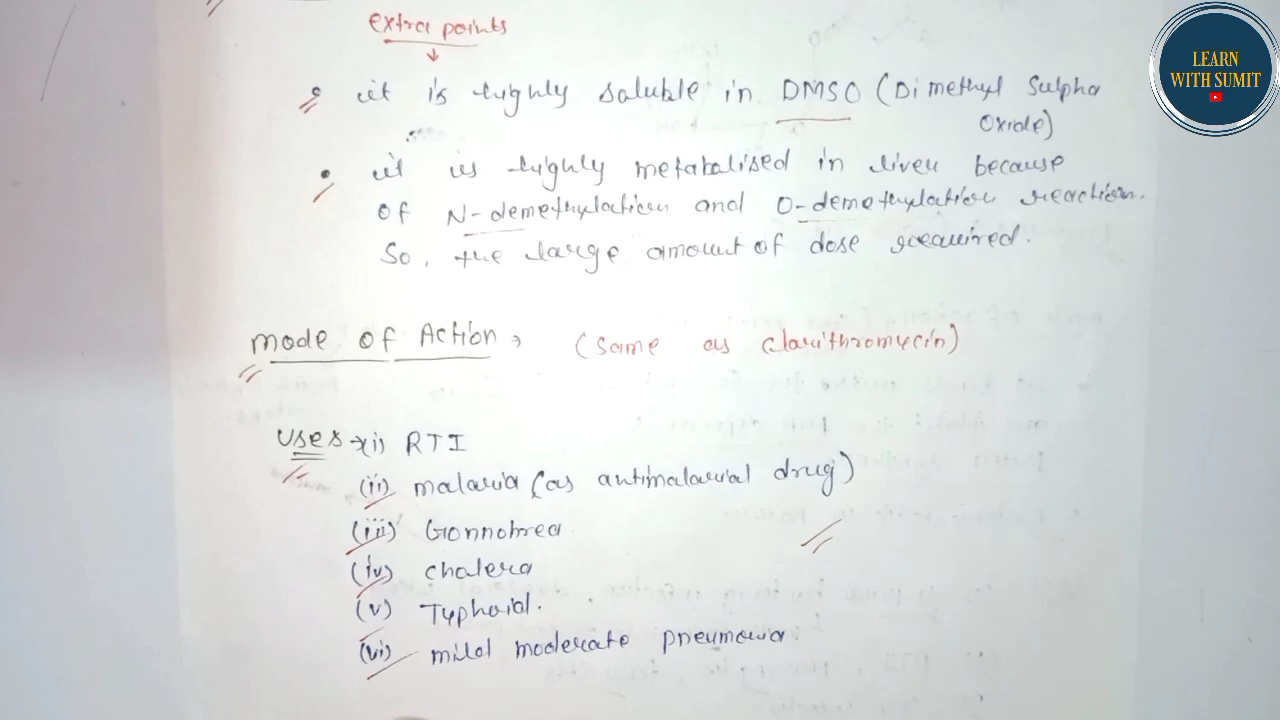 extra points
LEARN
WITH SUMIT
it is highly soluble in DMSO (Dimethyl Sulpha
Oxide)
it is highly metabolised in liver because
of N-demethylation and O-demethylation reaction.
So, the large amount of dose reaquired.
mode of Action → (same as clarithromycin)
uses → (i) RTI
(ii) malaria (as antimalarial drug)
(iii) Gonnohrea
(iv) cholera
(v) Typhoid.
(vi) mild moderate pneumonia.